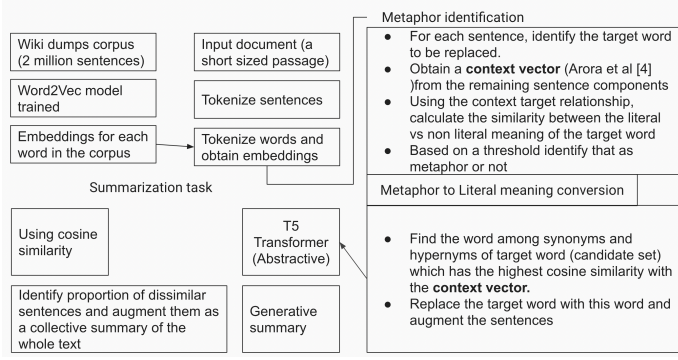 Wiki dumps corpus
(2 million sentences)
Word2Vec model
trained
Embeddings for each
word in the corpus
Input document (a
short sized passage)
Tokenize sentences
Tokenize words and
obtain embeddings
Metaphor identification
● For each sentence, identify the target word
to be replaced.
● Obtain a context vector (Arora et al [4]
)from the remaining sentence components
● Using the context target relationship,
calculate the similarity between the literal
vs non literal meaning of the target word
● Based on a threshold identify that as
metaphor or not
Metaphor to Literal meaning conversion
● Find the word among synonyms and
hypernyms of target word (candidate set)
which has the highest cosine similarity with
the context vector.
● Replace the target word with this word and
augment the sentences
Summarization task
Using cosine
similarity
T5
Transformer
(Abstractive)
Identify proportion of dissimilar
sentences and augment them as
a collective summary of the
whole text
Generative
summary